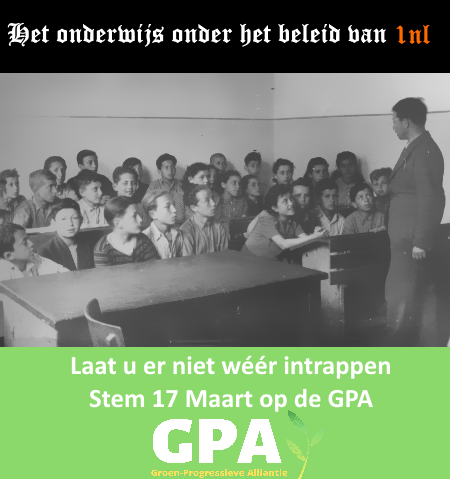 Het onderwijs onder het beleid van 1nl
Laat u er niet wéér intrappen
Stem 17 Maart op de GPA
GPA
Groen-Progressieve Alliantie